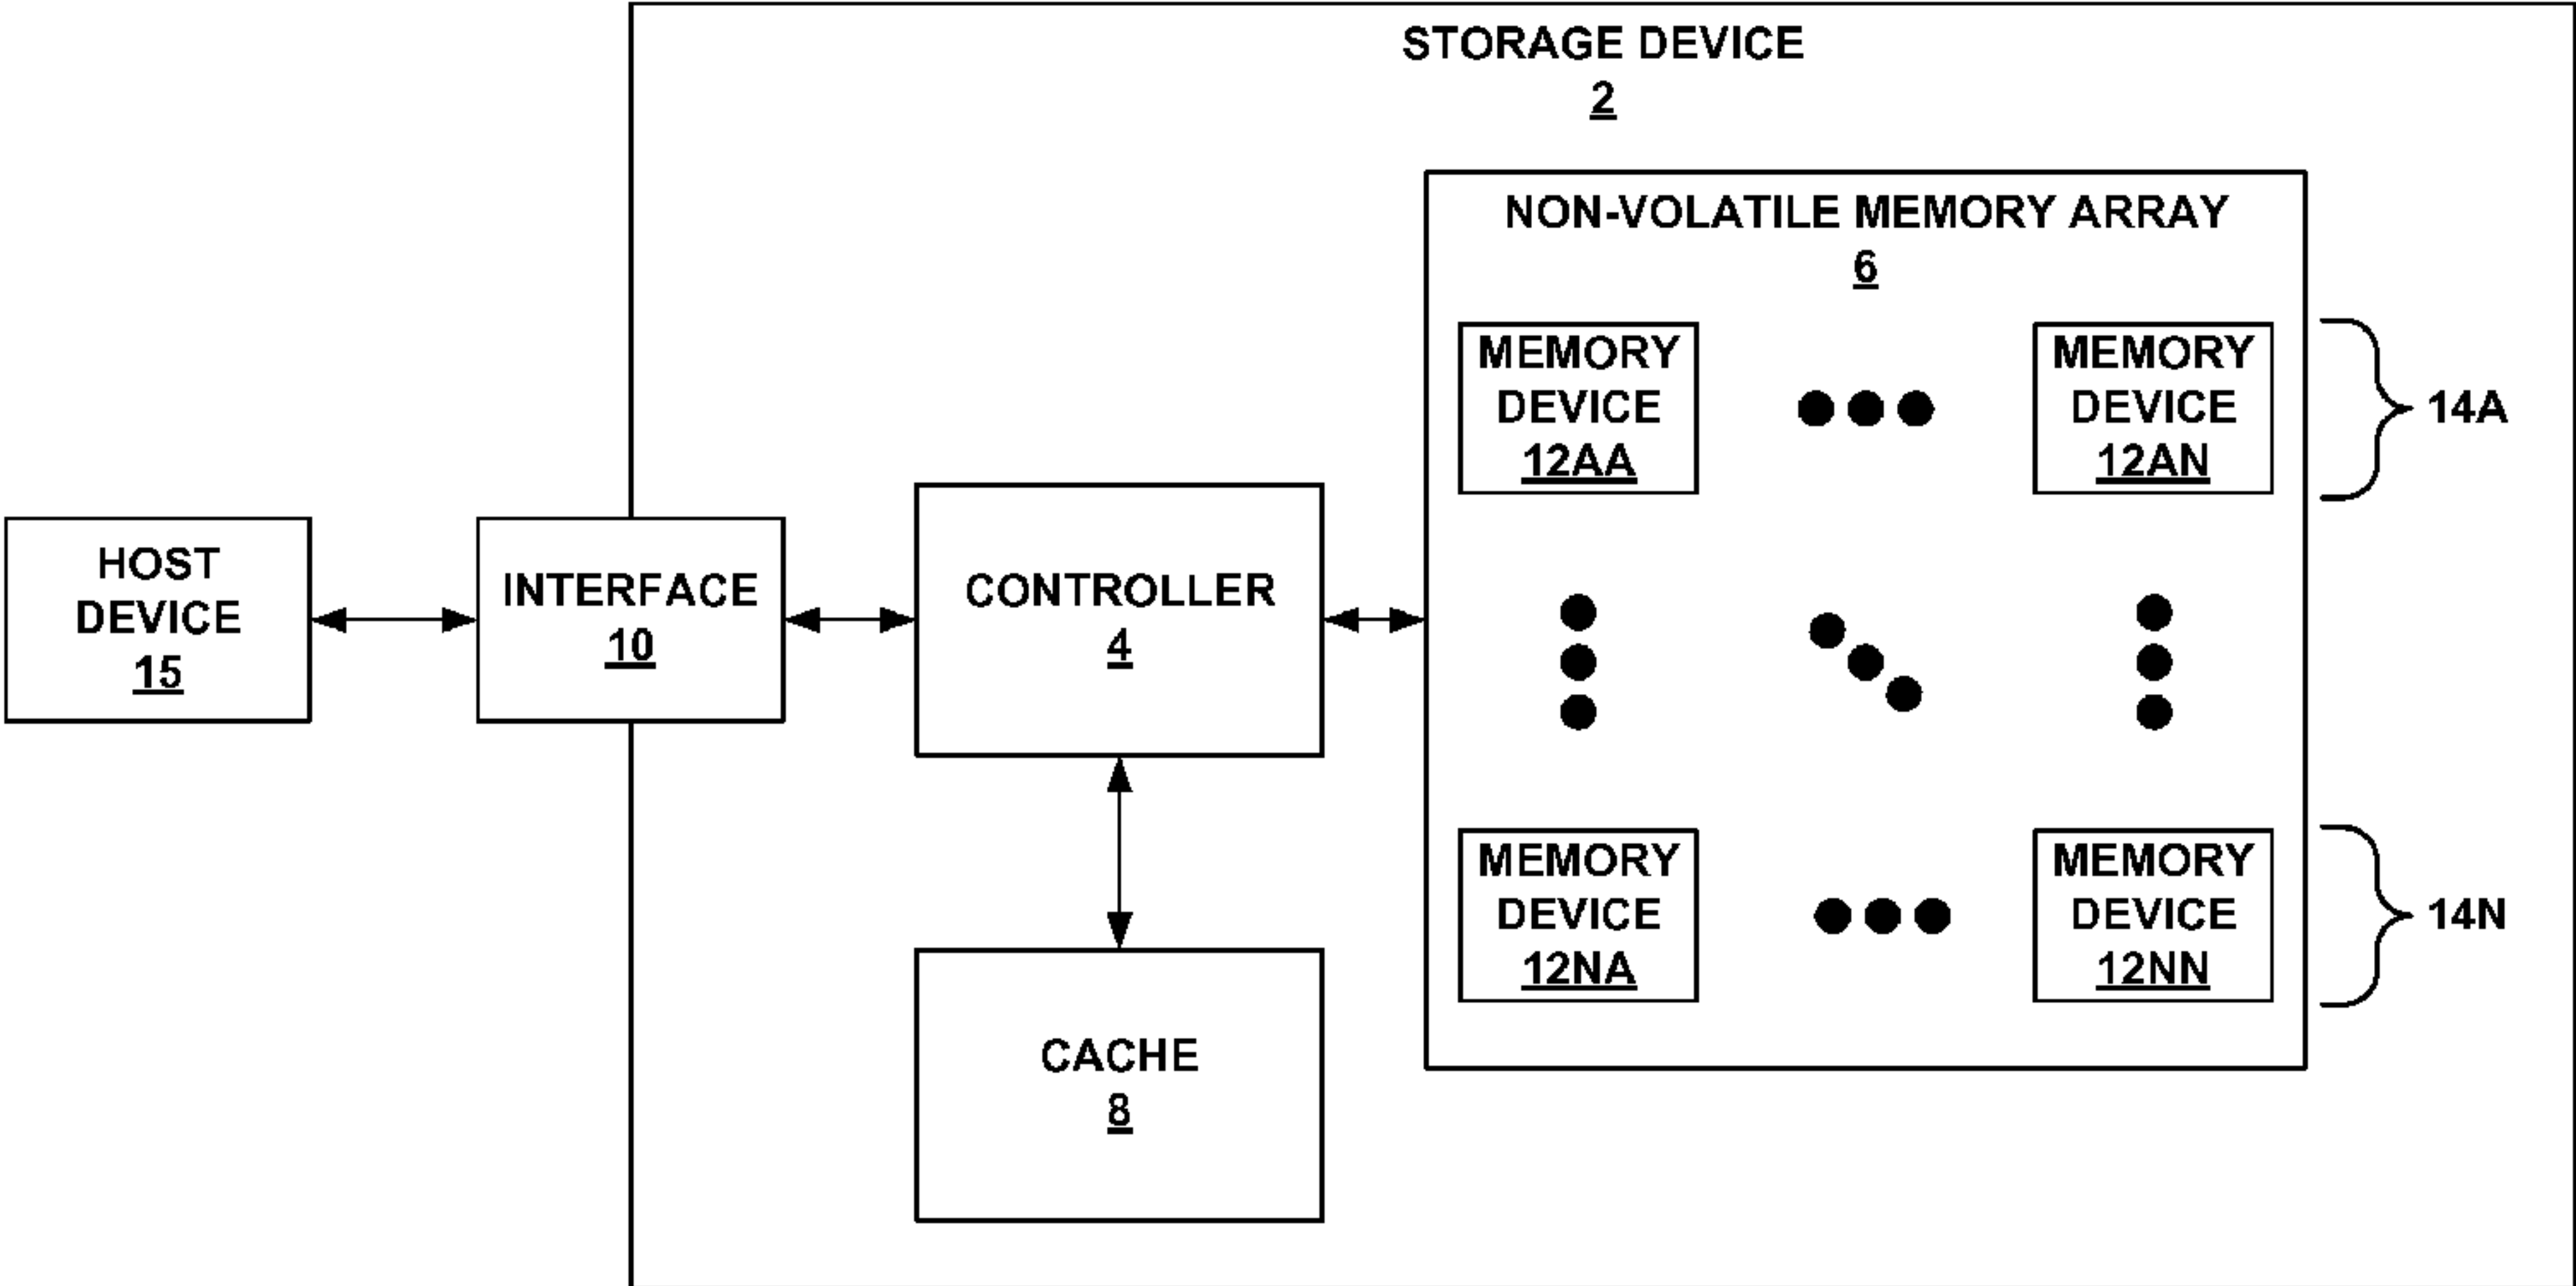 STORAGE DEVICE
2
NON-VOLATILE MEMORY ARRAY
6
MEMORY
DEVICE
12AA
MEMORY
DEVICE
12AN
14A
HOST
DEVICE
15
INTERFACE
10
CONTROLLER
4
MEMORY
DEVICE
12NA
MEMORY
DEVICE
12NN
14N
CACHE
8